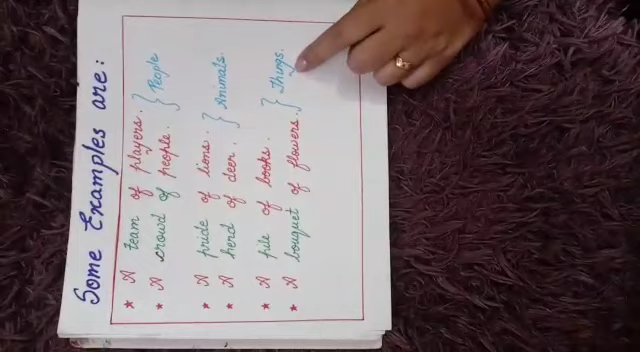 Some Examples are:
★ A team of players. } People
★ A crowd of people.
★ A pride of lions. } Animals.
★ A herd of deer.
★ A pile of books. } Things.
★ A bouquet of flowers.